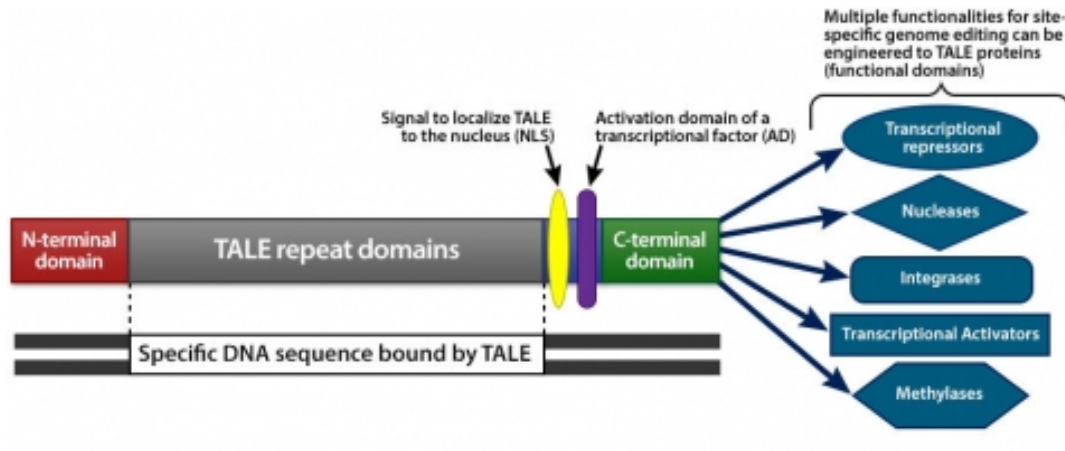 Multiple functionalities for site-
specific genome editing can be
engineered to TALE proteins
(functional domains)
Signal to localize TALE
to the nucleus (NLS)
Activation domain of a
transcriptional factor (AD)
Transcriptional
repressors
Nucleases
N-terminal
domain
TALE repeat domains
C-terminal
domain
Integrases
Transcriptional Activators
Specific DNA sequence bound by TALE
Methylases